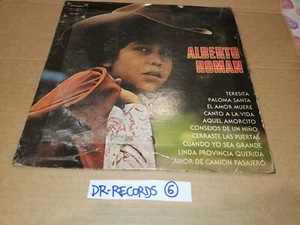 ALBERTO
ROMAN
TERESITA
PALOMA SANTA
EL AMOR MUERE
CANTO A LA VIDA
AQUEL AMORCITO
CONSEJOS DE UN NIÑO
CERRASTE LAS PUERTAS
CUANDO YO SEA GRANDE
LINDA PROVINCIA QUERIDA
AMOR DE CAMION PASAJERO
DR-RECORDS 6